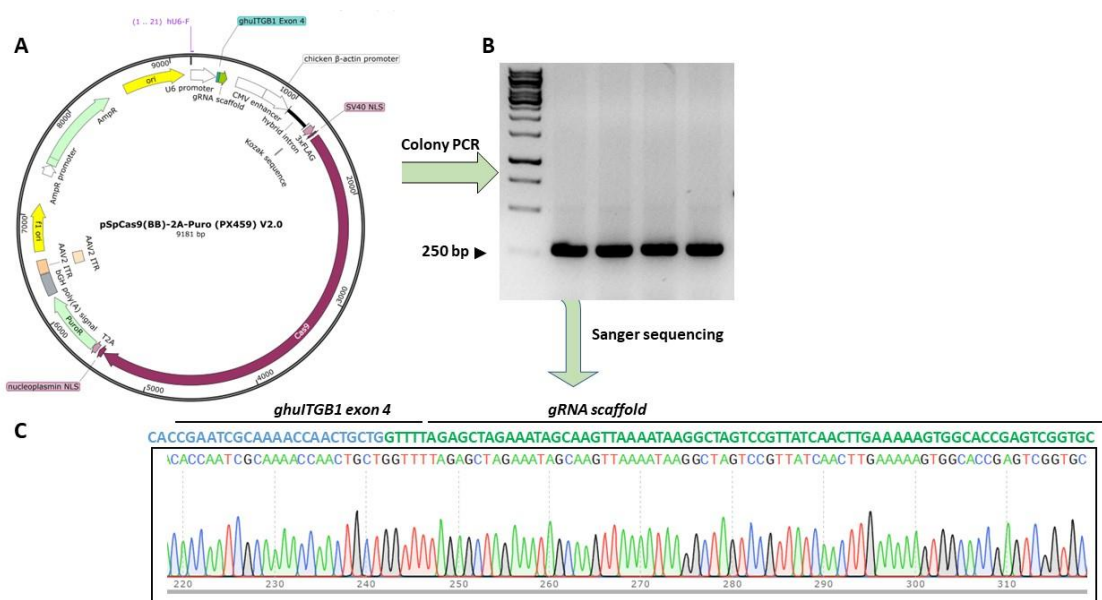 A
(1 .. 21) hU6-F
ghuITGB1 Exon 4
chicken β-actin promoter
SV40 NLS
U6 promoter
gRNA scaffold
CMV enhancer
hybrid intron
3xFLAG
Kozak sequence
1000
2000
3000
4000
5000
6000
7000
8000
9000
ori
AmpR
AmpR promoter
f1 ori
AAV2 ITR
AAV2 ITR
bGH poly(A) signal
PuroR
T2A
nucleoplasmin NLS
Cas9
pSpCas9(BB)-2A-Puro (PX459) V2.0
9181 bp
Colony PCR
B
250 bp
Sanger sequencing
C
ghuITGB1 exon 4
gRNA scaffold
CACCGAATCGCAAAACCAACTGCTGGTTTTAGAGCTAGAAATAGCAAGTTAAAATAAGGCTAGTCCGTTATCAACTTGAAAAAGTGGCACCGAGTCGGTGC
CACCAATCGCAAAACCAACTGCTGGTTTTAGAGCTAGAAATAGCAAGTTAAAATAAGGCTAGTCCGTTATCAACTTGAAAAAGTGGCACCGAGTCGGTGC
220 230 240 250 260 270 280 290 300 310